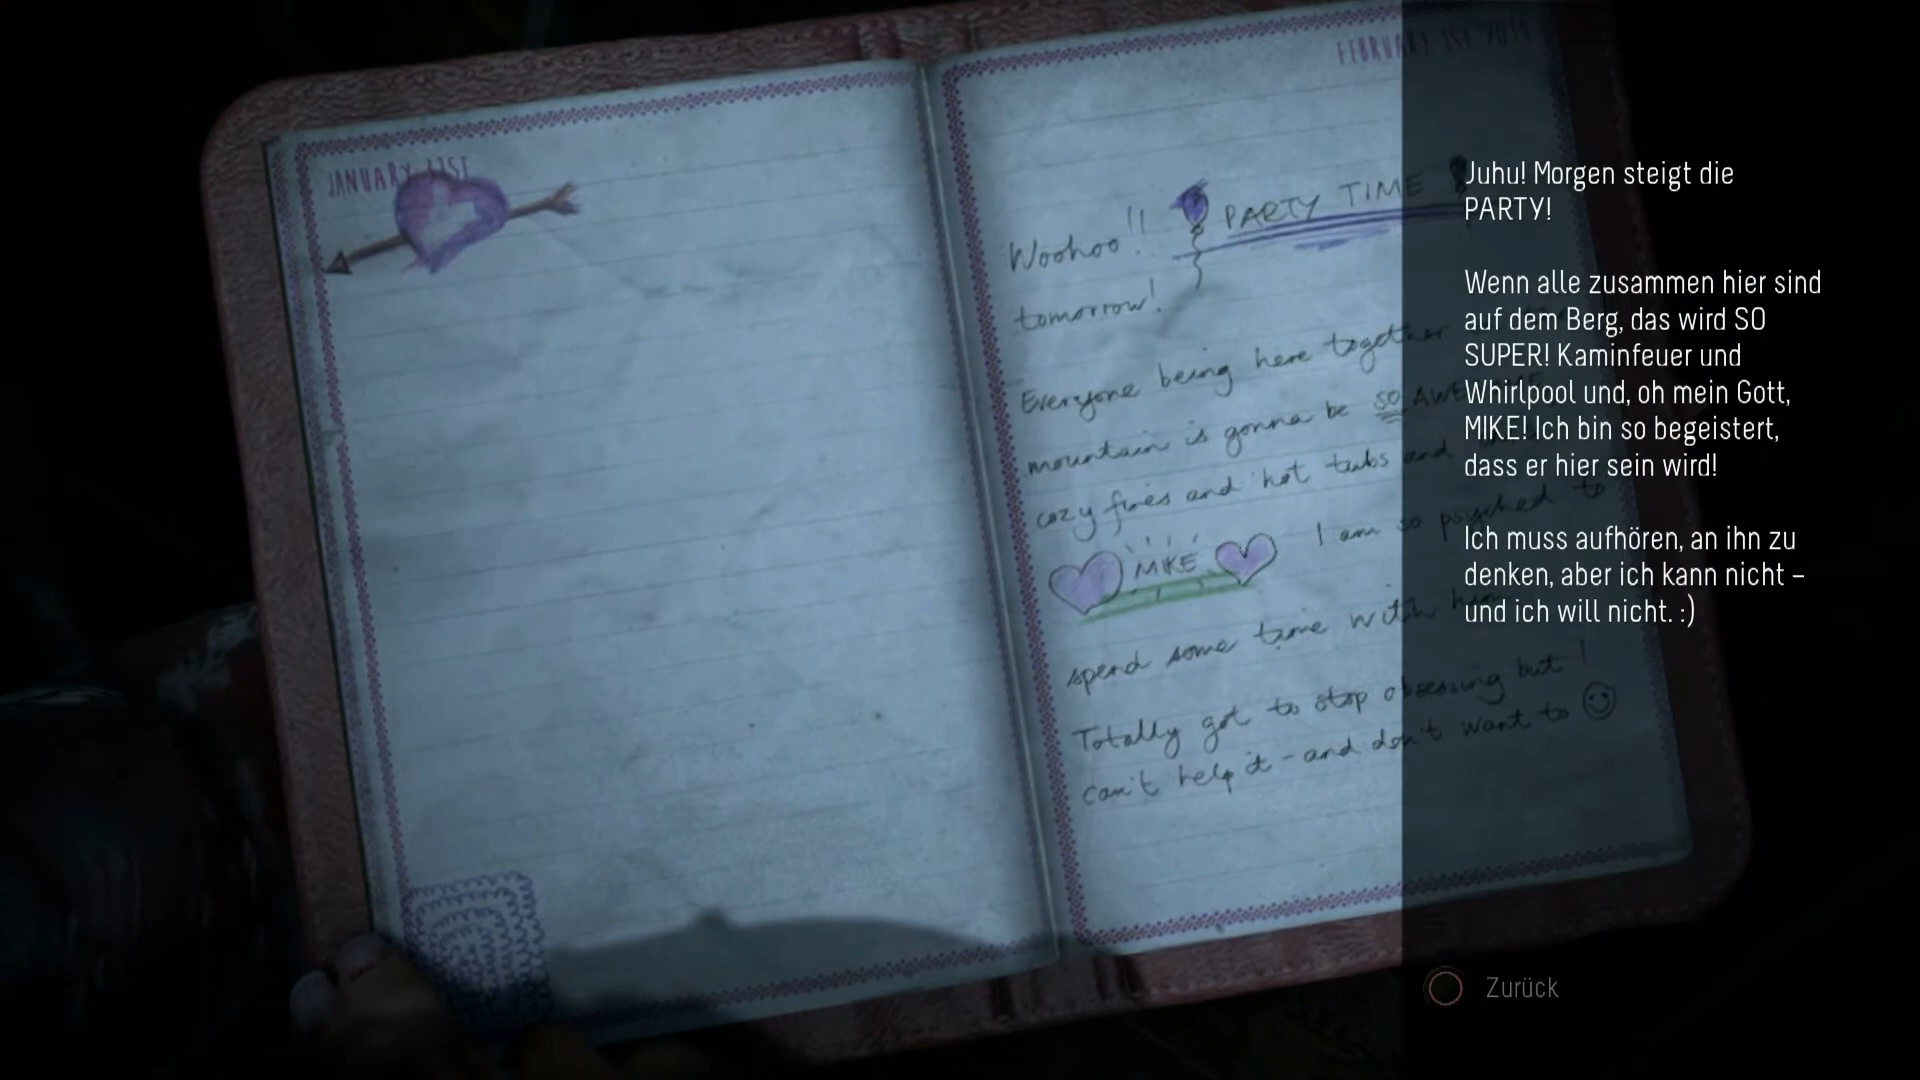 JANUARY 31ST
FEBRUARY 1ST 2014
Woohoo!! PARTY TIME
tomorrow!
Everyone being here together
mountain is gonna be so AWE
cozy fires and hot tubs and
MIKE I am so psyched to
spend some time with him
Totally got to stop obsessing but I
can't help it - and don't want to
Juhu! Morgen steigt die
PARTY!
Wenn alle zusammen hier sind
auf dem Berg, das wird SO
SUPER! Kaminfeuer und
Whirlpool und, oh mein Gott,
MIKE! Ich bin so begeistert,
dass er hier sein wird!
Ich muss aufhören, an ihn zu
denken, aber ich kann nicht –
und ich will nicht. :)
Zurück